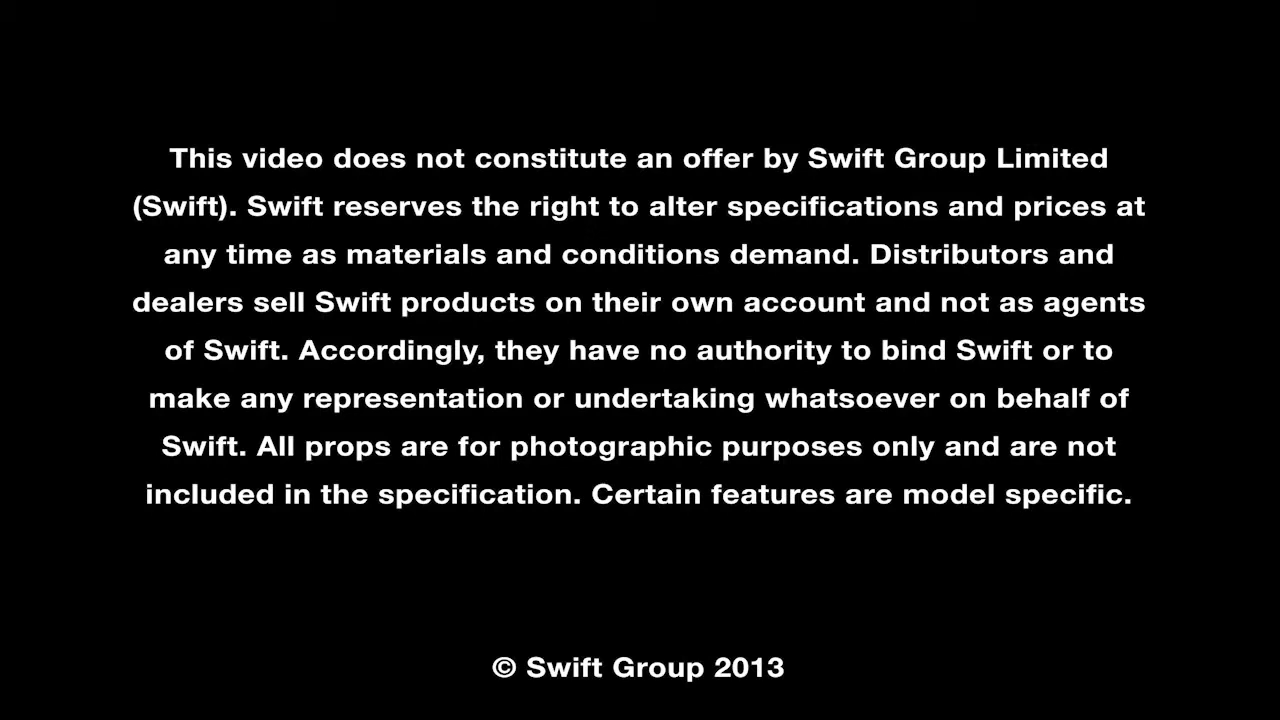 This video does not constitute an offer by Swift Group Limited
(Swift). Swift reserves the right to alter specifications and prices at
any time as materials and conditions demand. Distributors and
dealers sell Swift products on their own account and not as agents
of Swift. Accordingly, they have no authority to bind Swift or to
make any representation or undertaking whatsoever on behalf of
Swift. All props are for photographic purposes only and are not
included in the specification. Certain features are model specific.
© Swift Group 2013